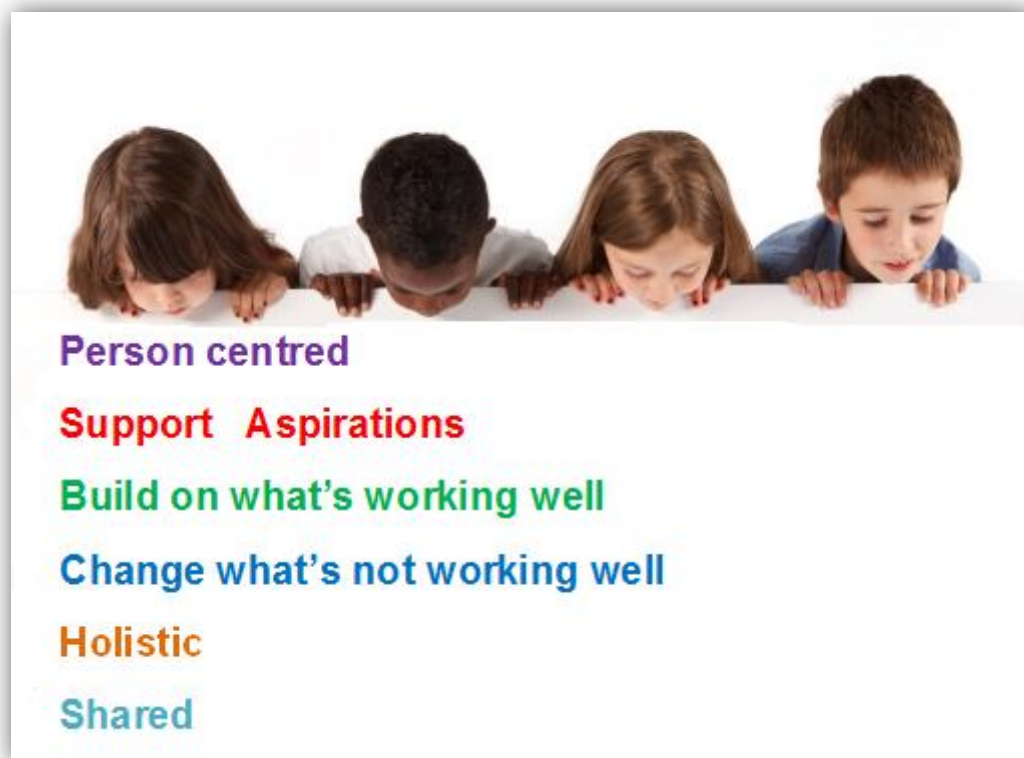 Person centred
Support Aspirations
Build on what’s working well
Change what’s not working well
Holistic
Shared